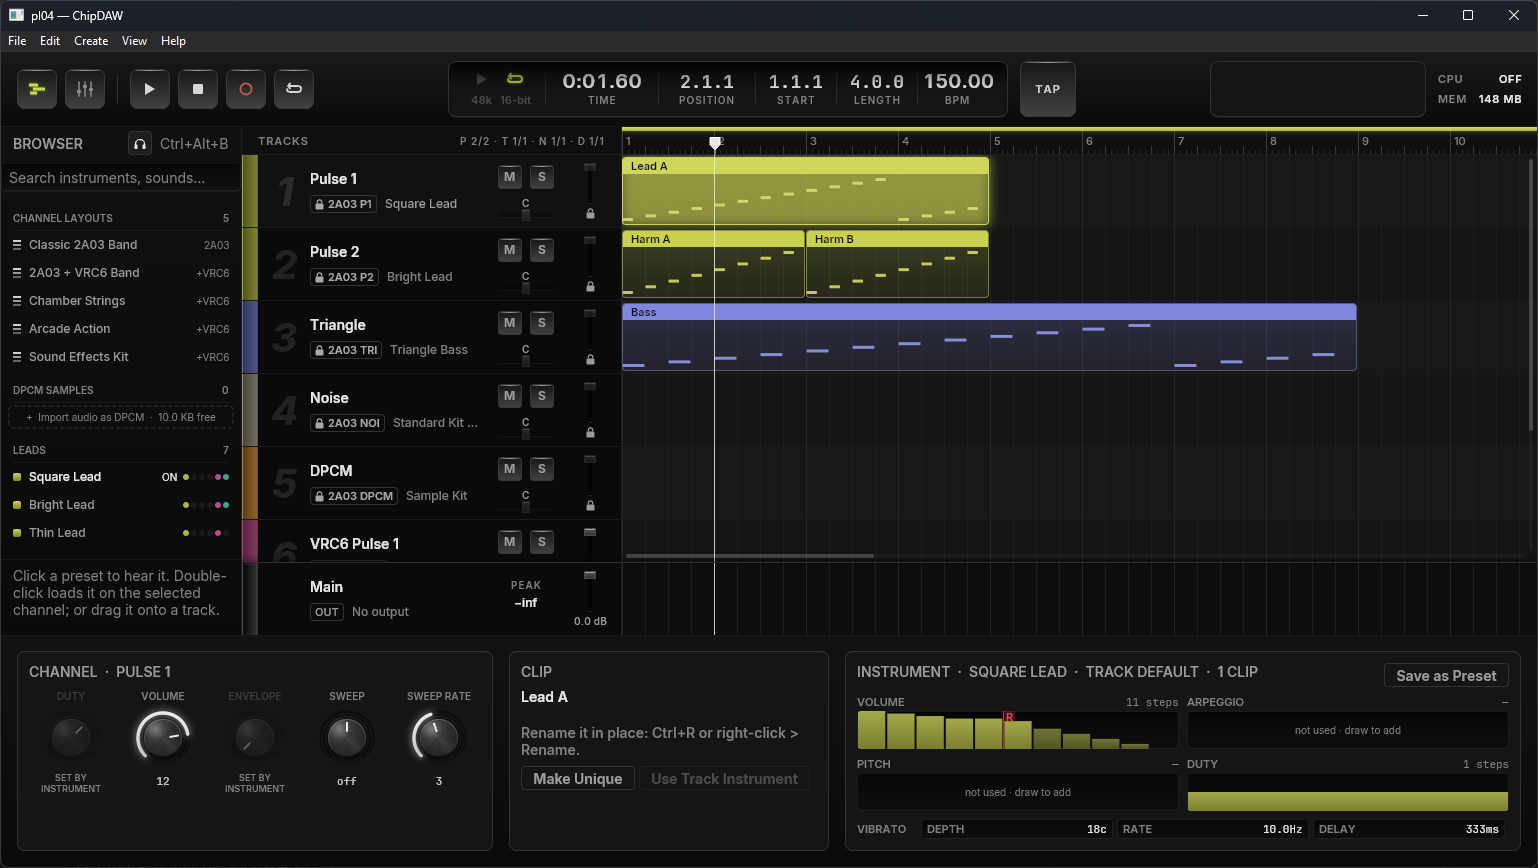 pl04 — ChipDAW
File Edit Create View Help
48k 16-bit
0:01.60 TIME
2.1.1 POSITION
1.1.1 START
4.0.0 LENGTH
150.00 BPM
TAP
CPU OFF
MEM 148 MB
BROWSER Ctrl+Alt+B
Search instruments, sounds...
CHANNEL LAYOUTS 5
Classic 2A03 Band 2A03
2A03 + VRC6 Band +VRC6
Chamber Strings +VRC6
Arcade Action +VRC6
Sound Effects Kit +VRC6
DPCM SAMPLES 0
+ Import audio as DPCM · 10.0 KB free
LEADS 7
Square Lead ON
Bright Lead
Thin Lead
Click a preset to hear it. Double-
click loads it on the selected
channel; or drag it onto a track.
TRACKS P 2/2 · T 1/1 · N 1/1 · D 1/1
1 Pulse 1 M S
2A03 P1 Square Lead C
2 Pulse 2 M S
2A03 P2 Bright Lead C
3 Triangle M S
2A03 TRI Triangle Bass C
4 Noise M S
2A03 NOI Standard Kit ... C
5 DPCM M S
2A03 DPCM Sample Kit C
6 VRC6 Pulse 1 M S
Main PEAK
OUT No output –inf
0.0 dB
1 2 3 4 5 6 7 8 9 10
Lead A
Harm A Harm B
Bass
CHANNEL · PULSE 1
DUTY VOLUME ENVELOPE SWEEP SWEEP RATE
SET BY INSTRUMENT 12 SET BY INSTRUMENT off 3
CLIP
Lead A
Rename it in place: Ctrl+R or right-click >
Rename.
Make Unique Use Track Instrument
INSTRUMENT · SQUARE LEAD · TRACK DEFAULT · 1 CLIP Save as Preset
VOLUME 11 steps ARPEGGIO –
R
not used · draw to add
PITCH – DUTY 1 steps
not used · draw to add
VIBRATO DEPTH 18c RATE 10.0Hz DELAY 333ms